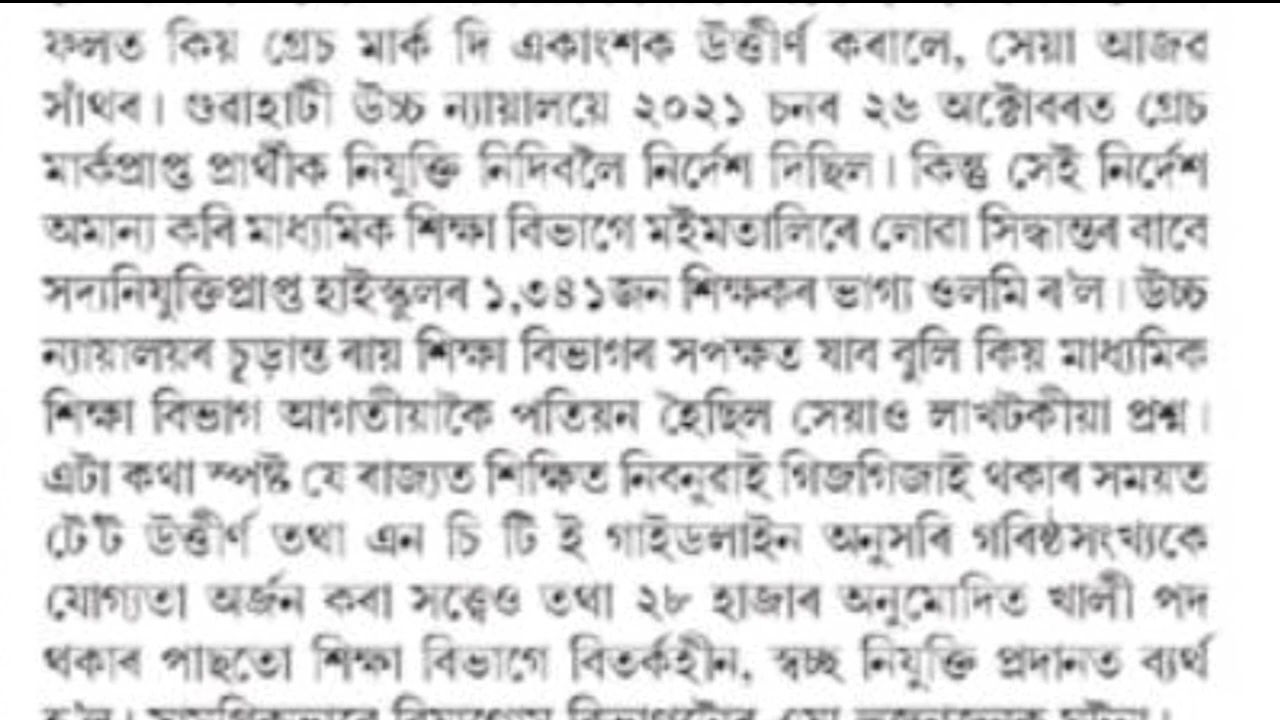 ফলত কিয় গ্ৰেচ মাৰ্ক দি একাংশক উত্তীৰ্ণ কৰালে, সেয়া আজৱ
সাঁথৰ। গুৱাহাটী উচ্চ ন্যায়ালয়ে ২০২১ চনৰ ২৬ অক্টোবৰত গ্ৰেচ
মাৰ্কপ্ৰাপ্ত প্ৰাৰ্থীক নিযুক্তি নিদিবলৈ নিৰ্দেশ দিছিল। কিন্তু সেই নিৰ্দেশ
অমান্য কৰি মাধ্যমিক শিক্ষা বিভাগে মইমতালিৰে লোৱা সিদ্ধান্তৰ বাবে
সদ্যনিযুক্তিপ্ৰাপ্ত হাইস্কুলৰ ১,৩৪১জন শিক্ষকৰ ভাগ্য ওলমি ৰ'ল। উচ্চ
ন্যায়ালয়ৰ চূড়ান্ত ৰায় শিক্ষা বিভাগৰ সপক্ষত যাব বুলি কিয় মাধ্যমিক
শিক্ষা বিভাগ আগতীয়াকৈ পতিয়ন হৈছিল সেয়াও লাখটকীয়া প্ৰশ্ন।
এটা কথা স্পষ্ট যে ৰাজ্যত শিক্ষিত নিবনুৱাই গিজগিজাই থকাৰ সময়ত
টে'ট উত্তীৰ্ণ তথা এন চি টি ই গাইডলাইন অনুসৰি গৰিষ্ঠসংখ্যকে
যোগ্যতা অৰ্জন কৰা সত্ত্বেও তথা ২৮ হাজাৰ অনুমোদিত খালী পদ
থকাৰ পাছতো শিক্ষা বিভাগে বিতৰ্কহীন, স্বচ্ছ নিযুক্তি প্ৰদানত ব্যৰ্থ